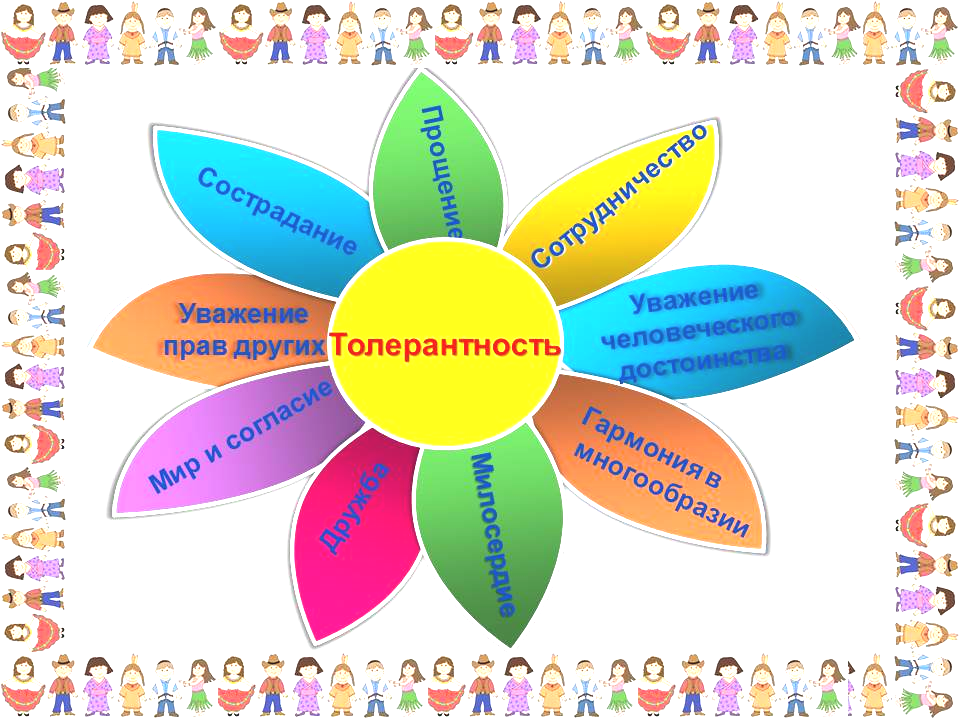 Прощение
Сотрудничество
Сострадание
Уважение
человеческого
достоинства
Уважение
прав других
Толерантность
Гармония в
многообразии
Мир и согласие
Дружба
Милосердие